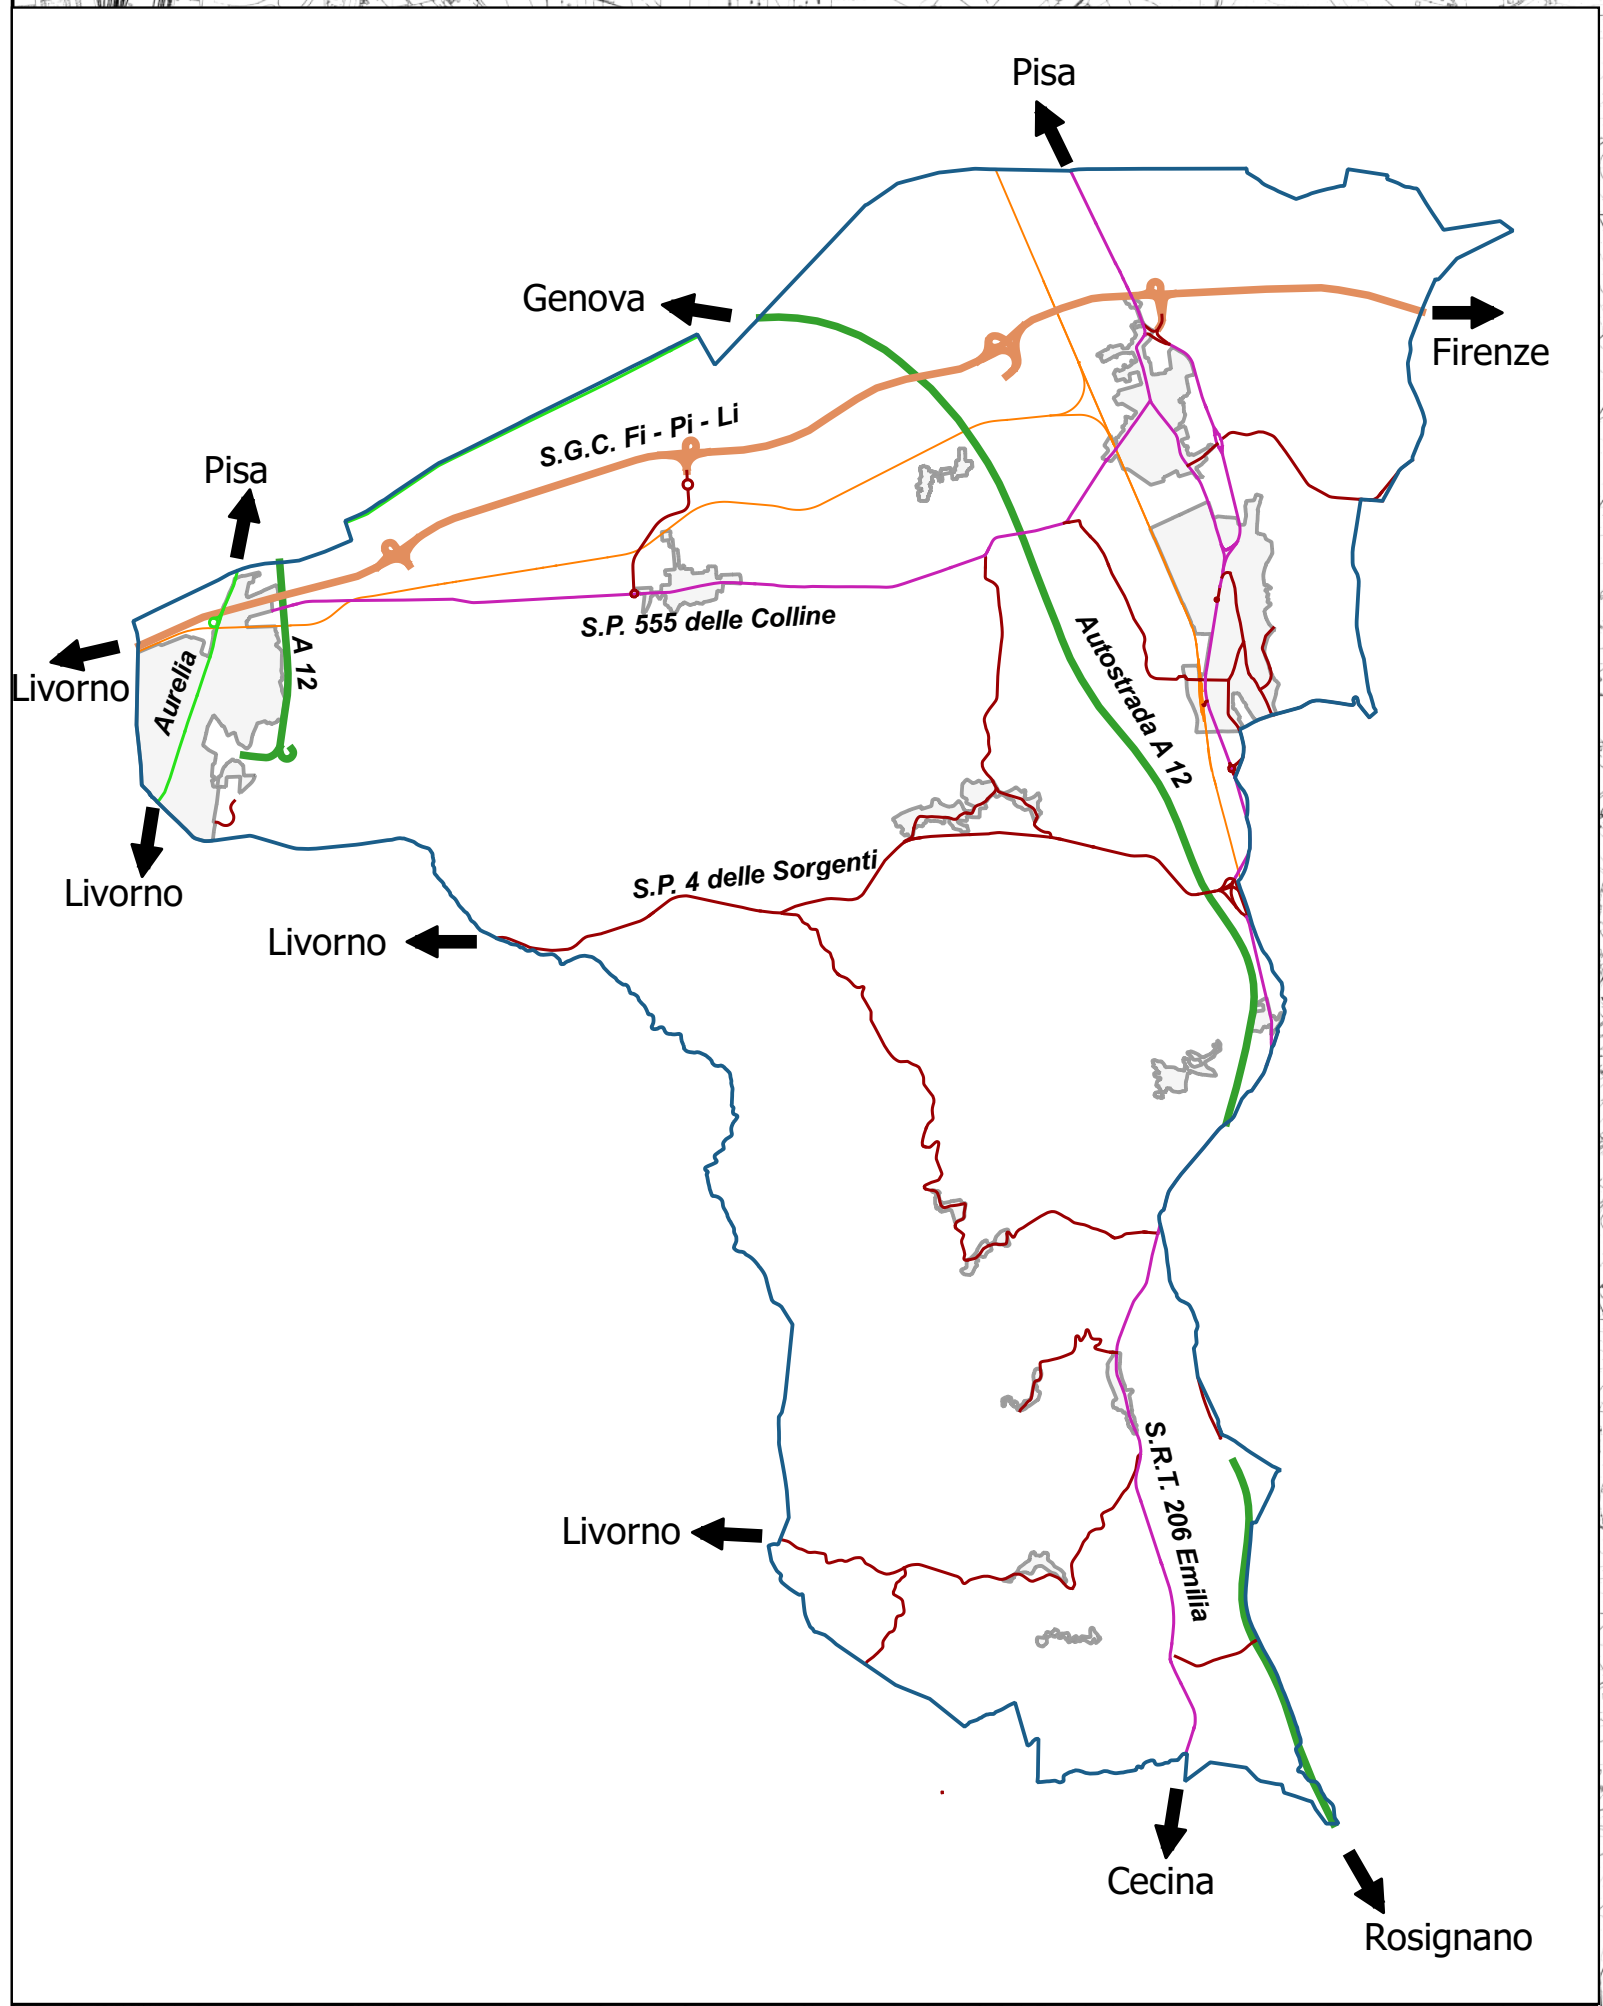 Pisa
Genova
Firenze
S.G.C. Fi - Pi - Li
Pisa
S.P. 555 delle Colline
Livorno
Aurelia
A 12
Autostrada A 12
Livorno
S.P. 4 delle Sorgenti
Livorno
S.R.T. 206 Emilia
Livorno
Cecina
Rosignano